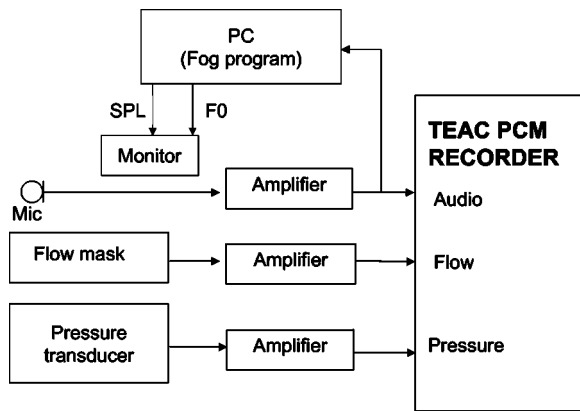 PC
(Fog program)
SPL
F0
Monitor
TEAC PCM
RECORDER
Mic
Amplifier
Audio
Flow mask
Amplifier
Flow
Pressure
transducer
Amplifier
Pressure